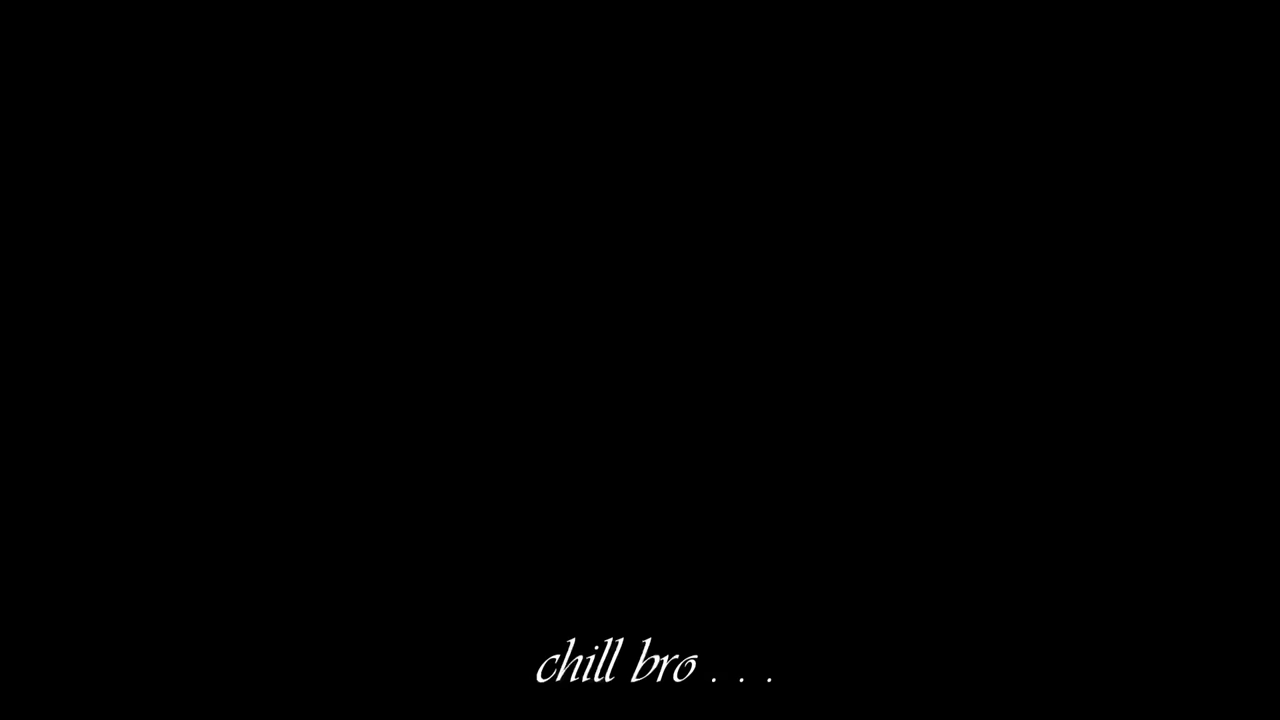 chill bro . . .